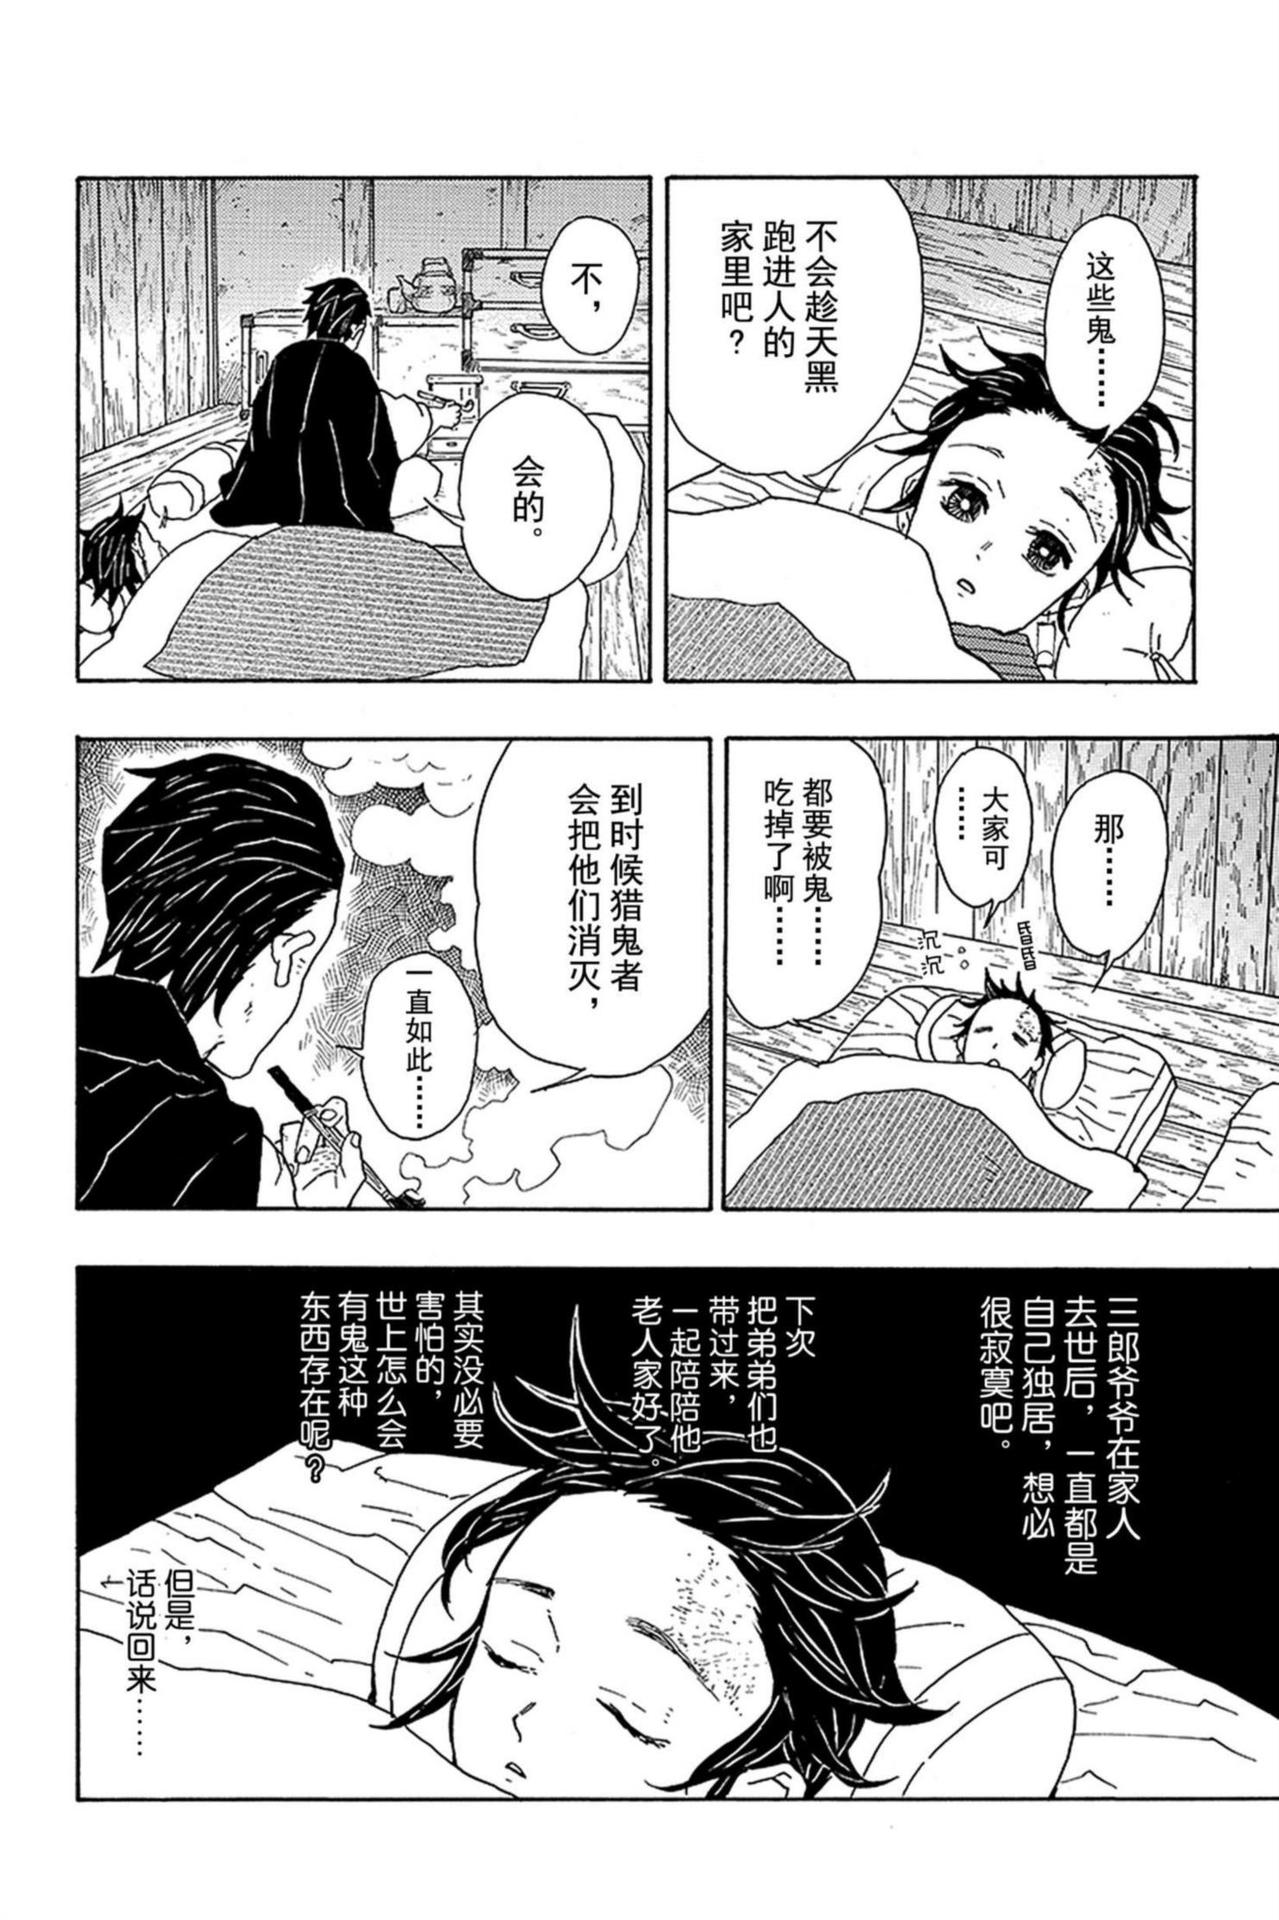 这些鬼……
不会趁天黑
跑进人的
家里吧？
不，
会的。
那……
大家可
……
都要被鬼……
吃掉了啊……
昏昏
沉沉
到时候猎鬼者
会把他们消灭，
一直如此……
三郎爷爷在家人
去世后，一直都是
自己独居，想必
很寂寞吧。
下次
把弟弟们也
带过来，
一起陪陪他
老人家好了。
其实没必要
害怕的，
世上怎么会
有鬼这种
东西存在呢？
但是，
话说回来……